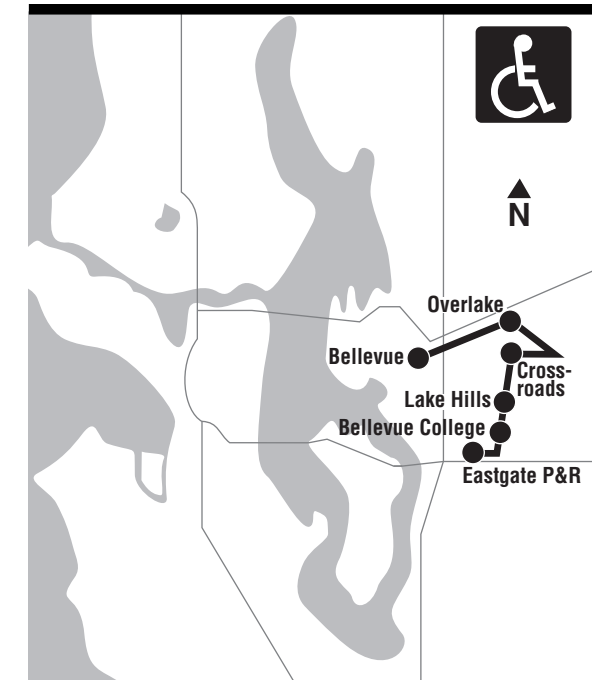 N
Overlake
Bellevue
Cross-
roads
Lake Hills
Bellevue College
Eastgate P&R